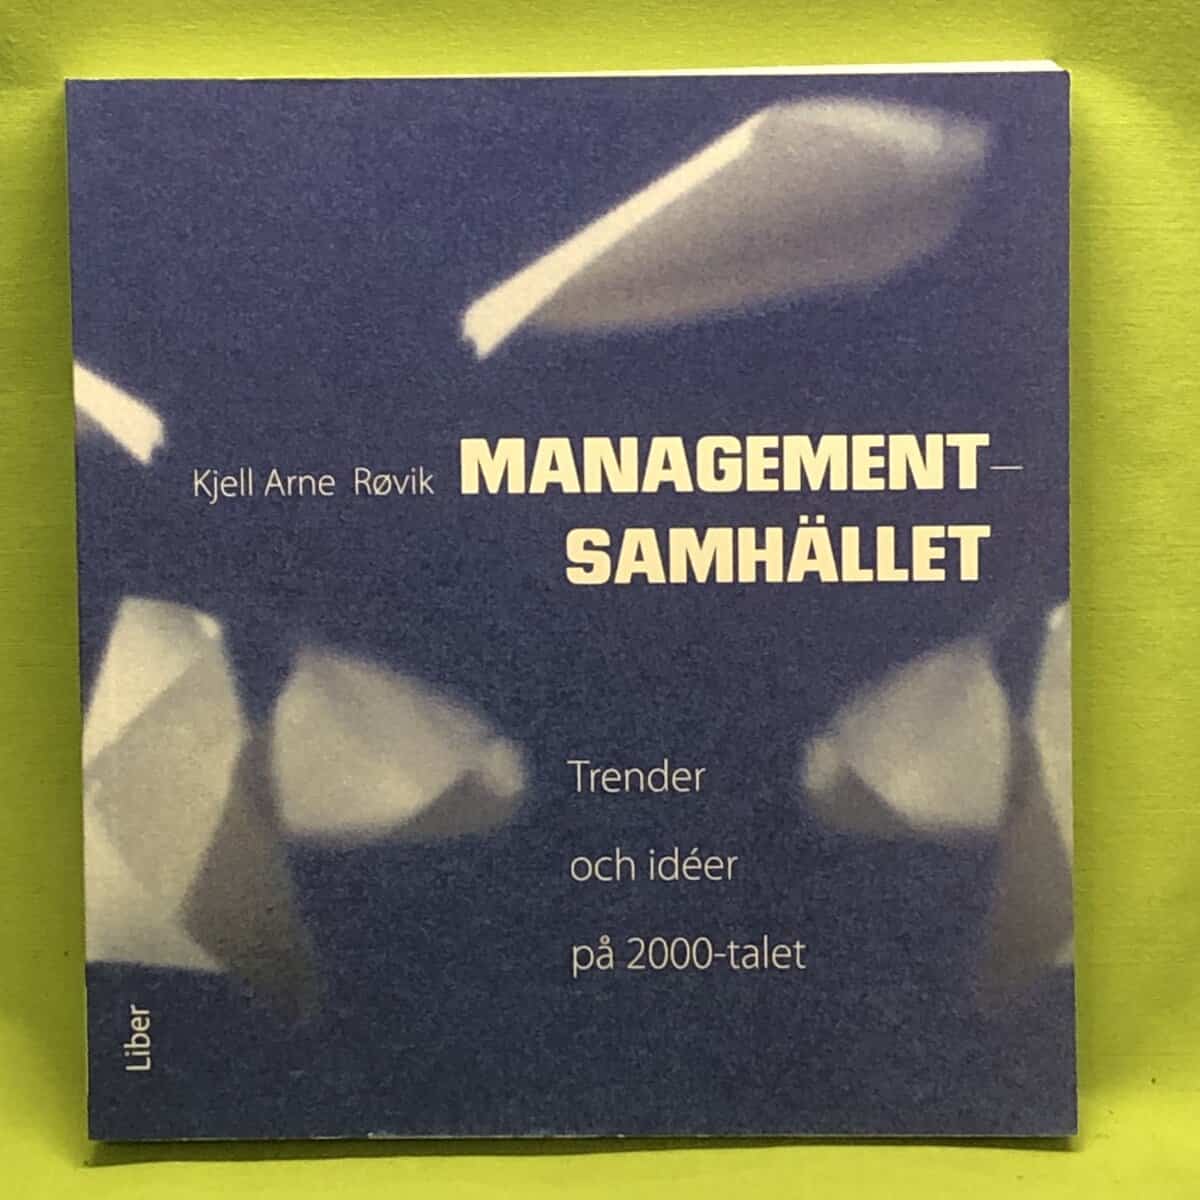 Kjell Arne Røvik MANAGEMENT–
SAMHÄLLET
Trender
och idéer
på 2000-talet
Liber